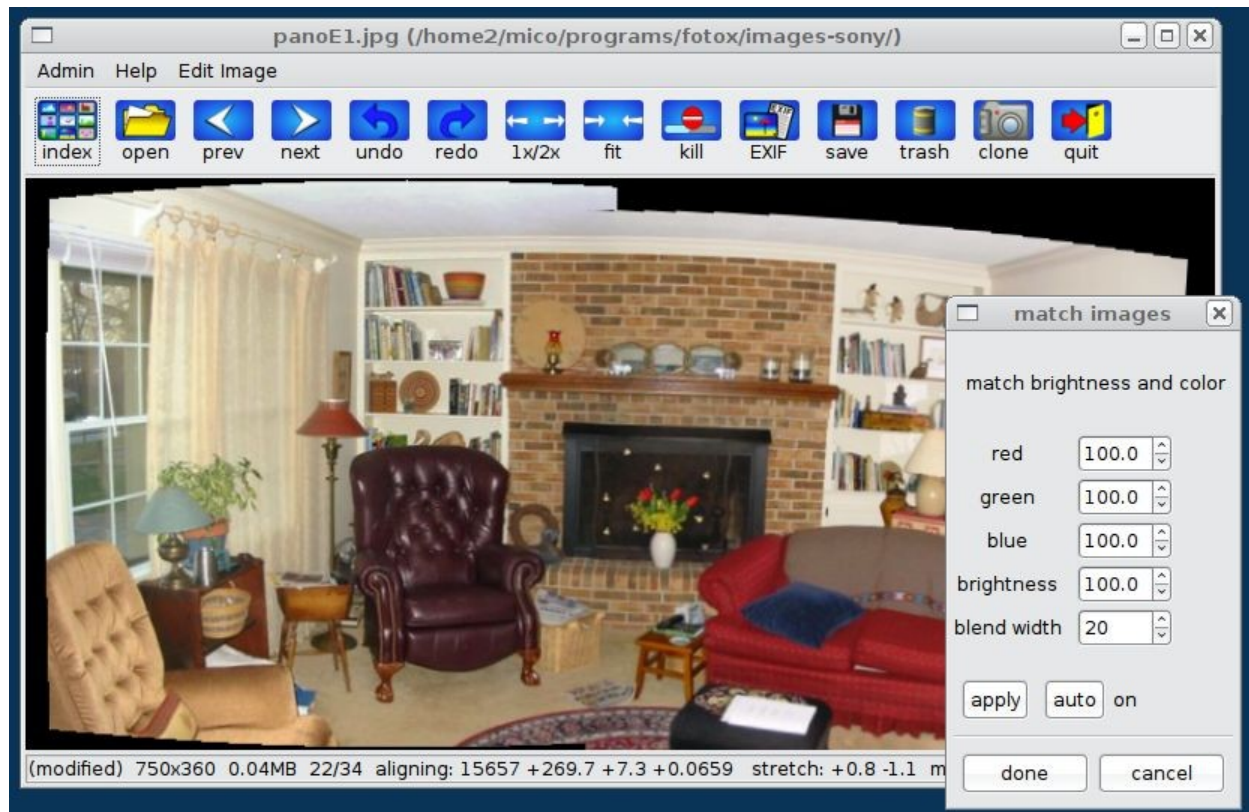 panoE1.jpg (/home2/mico/programs/fotox/images-sony/)
Admin Help Edit Image
index open prev next undo redo 1x/2x fit kill EXIF save trash clone quit
EXIF
match images
match brightness and color
red 100.0
green 100.0
blue 100.0
brightness 100.0
blend width 20
apply auto on
done cancel
(modified) 750x360 0.04MB 22/34 aligning: 15657 +269.7 +7.3 +0.0659 stretch: +0.8 -1.1 m